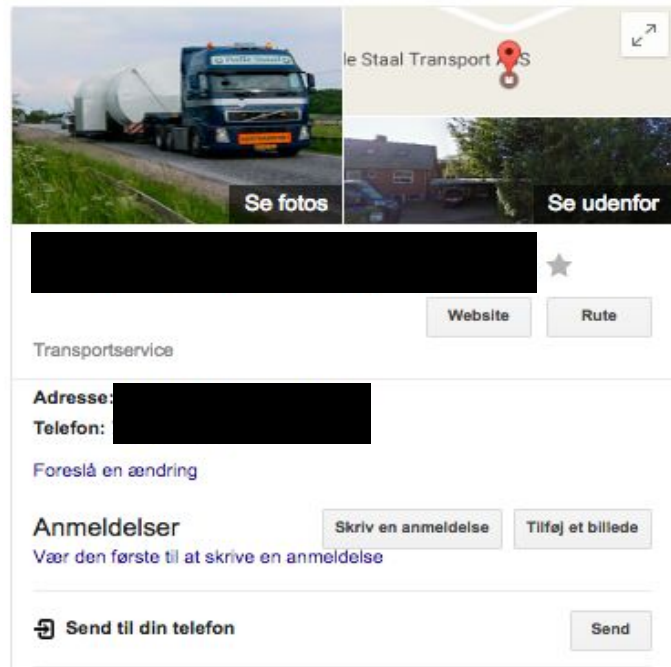 le Staal Transport A/S
Se fotos
Se udenfor
Website
Rute
Transportservice
Adresse:
Telefon:
Foreslå en ændring
Anmeldelser
Skriv en anmeldelse
Tilføj et billede
Vær den første til at skrive en anmeldelse
Send til din telefon
Send